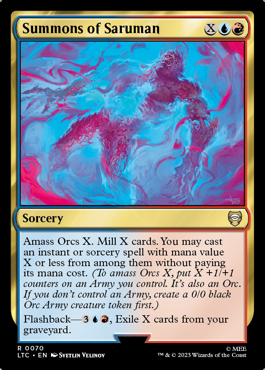 Summons of Saruman X
Sorcery
Amass Orcs X. Mill X cards. You may cast
an instant or sorcery spell with mana value
X or less from among them without paying
its mana cost. (To amass Orcs X, put X +1/+1
counters on an Army you control. It's also an Orc.
If you don't control an Army, create a 0/0 black
Orc Army creature token first.)
Flashback—3, Exile X cards from your
graveyard.
R 0070
LTC • EN SVETLIN VELINOV
© MEE
™ & © 2023 Wizards of the Coast